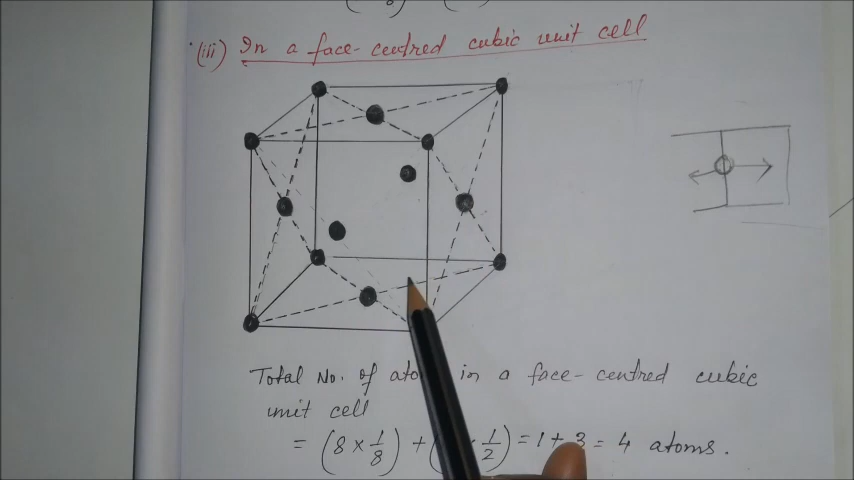 (iii) In a face-centred cubic unit cell
Total No. of in a face-centred cubic
unit cell
= (8 × 1/8) + ( 1/2) = 1 + 3 = 4 atoms.